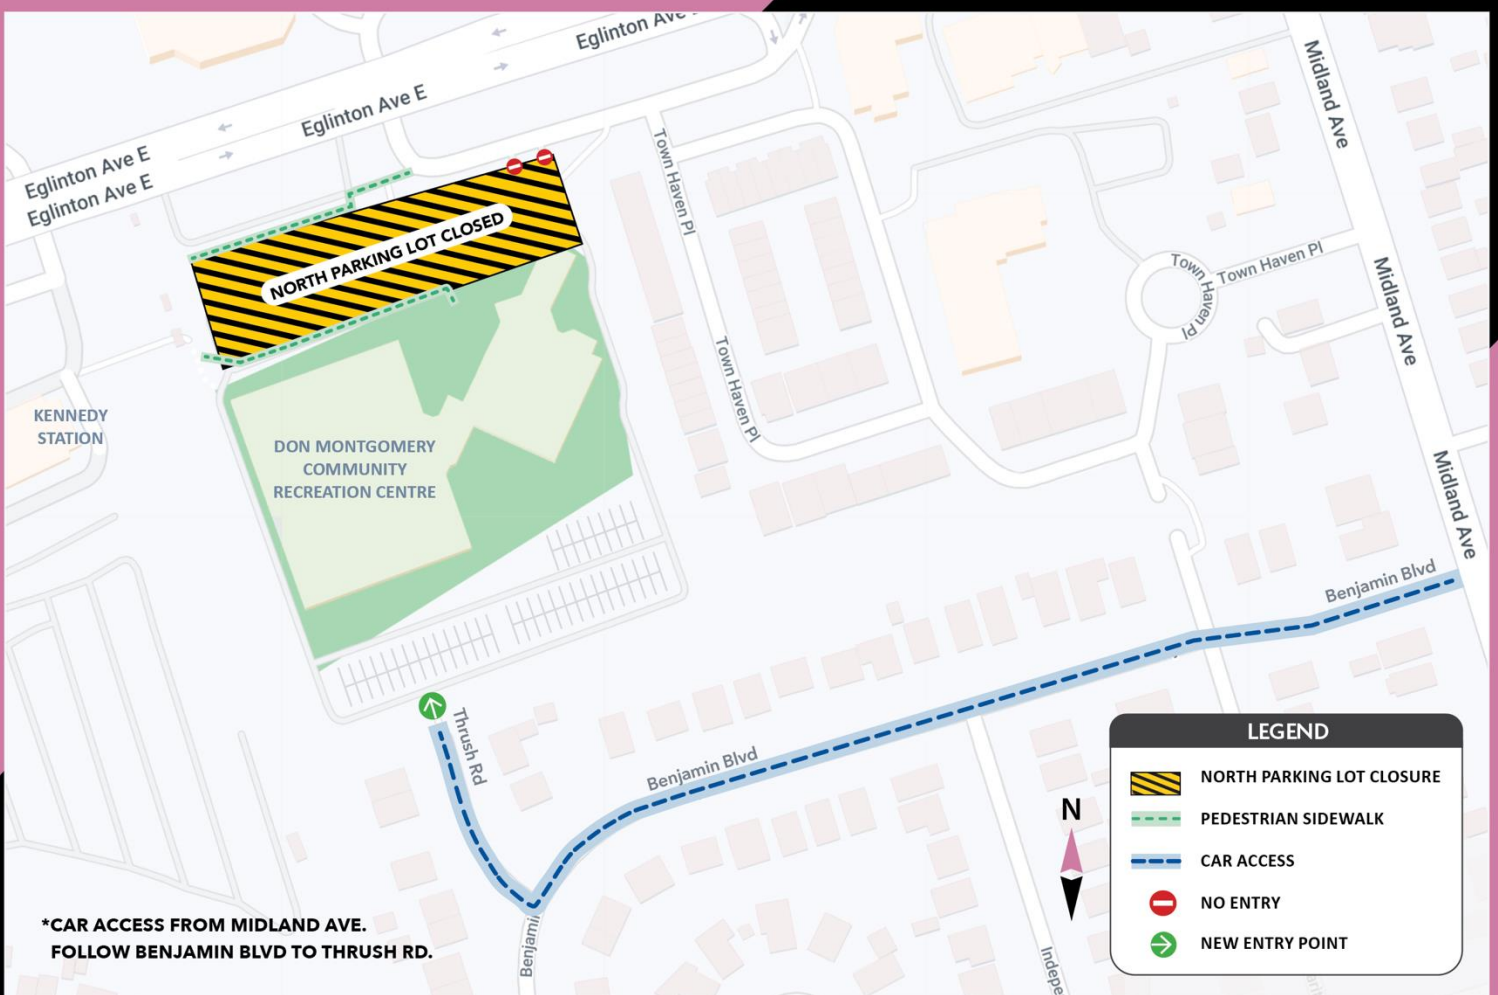 Eglinton Ave E
Eglinton Ave E
Eglinton Ave E
Eglinton Ave
Midland Ave
Town Haven Pl
NORTH PARKING LOT CLOSED
Town Haven Pl
Town Haven Pl
Midland Ave
Town Haven Pl
KENNEDY
STATION
DON MONTGOMERY
COMMUNITY
RECREATION CENTRE
Midland Ave
Benjamin Blvd
Thrush Rd
Benjamin Blvd
Benjamin
Indepe
N
LEGEND
NORTH PARKING LOT CLOSURE
PEDESTRIAN SIDEWALK
CAR ACCESS
NO ENTRY
NEW ENTRY POINT
*CAR ACCESS FROM MIDLAND AVE.
FOLLOW BENJAMIN BLVD TO THRUSH RD.